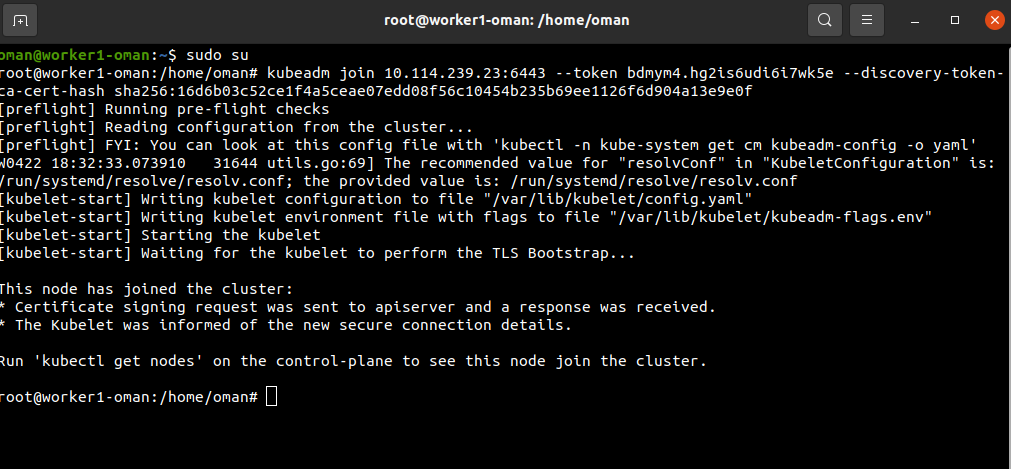 root@worker1-oman: /home/oman
oman@worker1-oman:~$ sudo su
root@worker1-oman:/home/oman# kubeadm join 10.114.239.23:6443 --token bdmym4.hg2is6udi6i7wk5e --discovery-token-
ca-cert-hash sha256:16d6b03c52ce1f4a5ceae07edd08f56c10454b235b69ee1126f6d904a13e9e0f
[preflight] Running pre-flight checks
[preflight] Reading configuration from the cluster...
[preflight] FYI: You can look at this config file with 'kubectl -n kube-system get cm kubeadm-config -o yaml'
W0422 18:32:33.073910   31644 utils.go:69] The recommended value for "resolvConf" in "KubeletConfiguration" is:
/run/systemd/resolve/resolv.conf; the provided value is: /run/systemd/resolve/resolv.conf
[kubelet-start] Writing kubelet configuration to file "/var/lib/kubelet/config.yaml"
[kubelet-start] Writing kubelet environment file with flags to file "/var/lib/kubelet/kubeadm-flags.env"
[kubelet-start] Starting the kubelet
[kubelet-start] Waiting for the kubelet to perform the TLS Bootstrap...
This node has joined the cluster:
* Certificate signing request was sent to apiserver and a response was received.
* The Kubelet was informed of the new secure connection details.
Run 'kubectl get nodes' on the control-plane to see this node join the cluster.
root@worker1-oman:/home/oman#